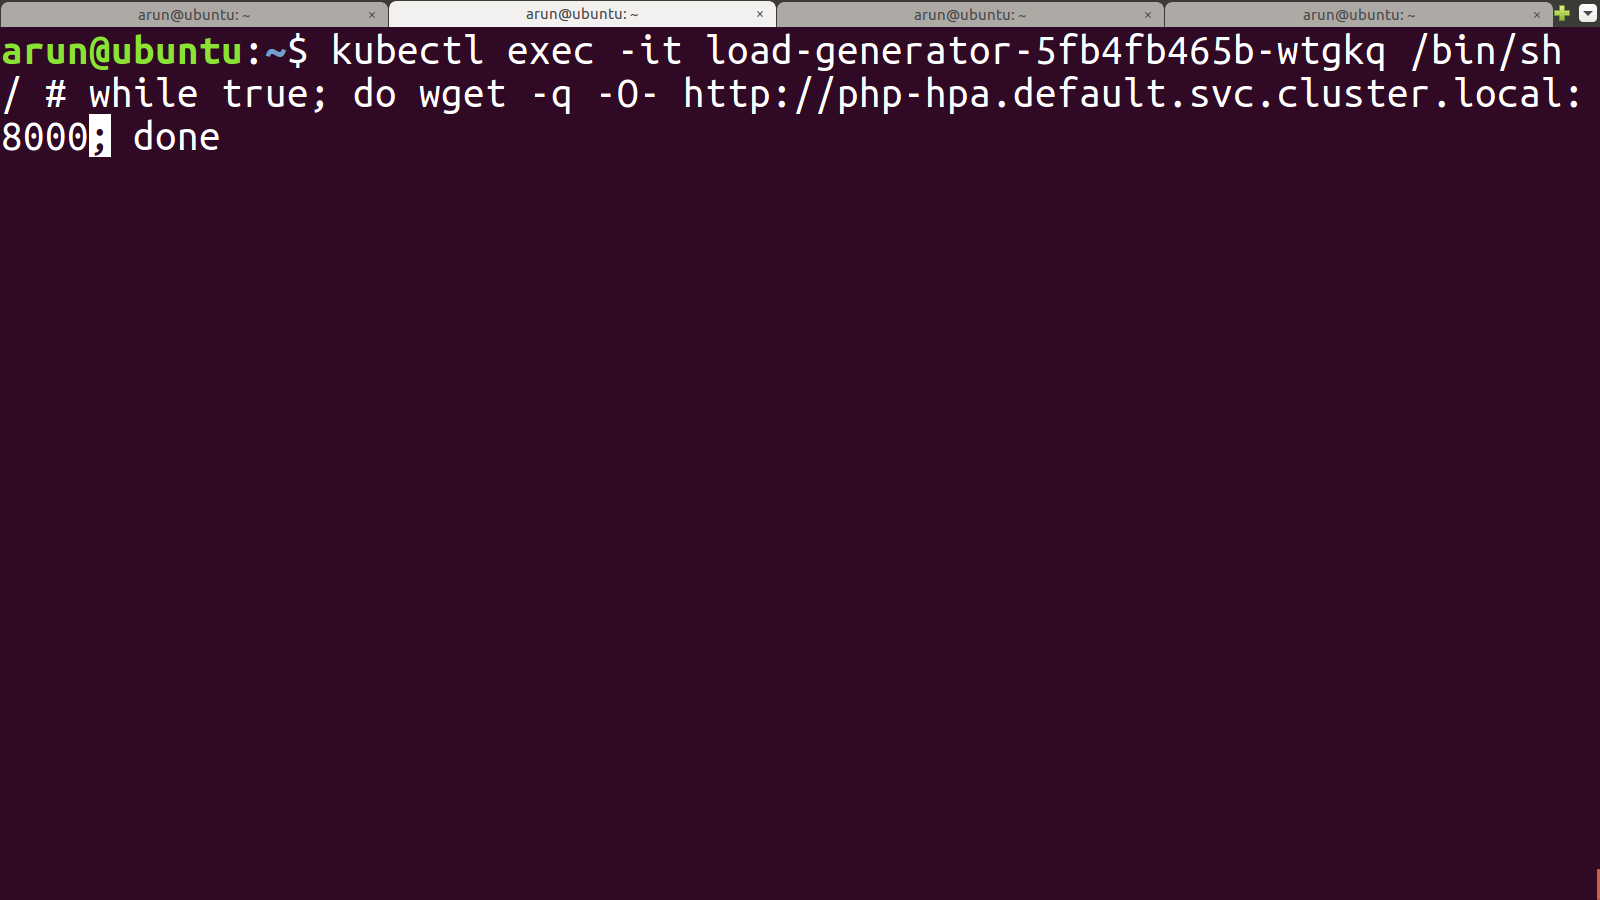 arun@ubuntu: ~ × arun@ubuntu: ~ × arun@ubuntu: ~ × arun@ubuntu: ~ ×
arun@ubuntu:~$ kubectl exec -it load-generator-5fb4fb465b-wtgkq /bin/sh
/ # while true; do wget -q -O- http://php-hpa.default.svc.cluster.local:
8000; done